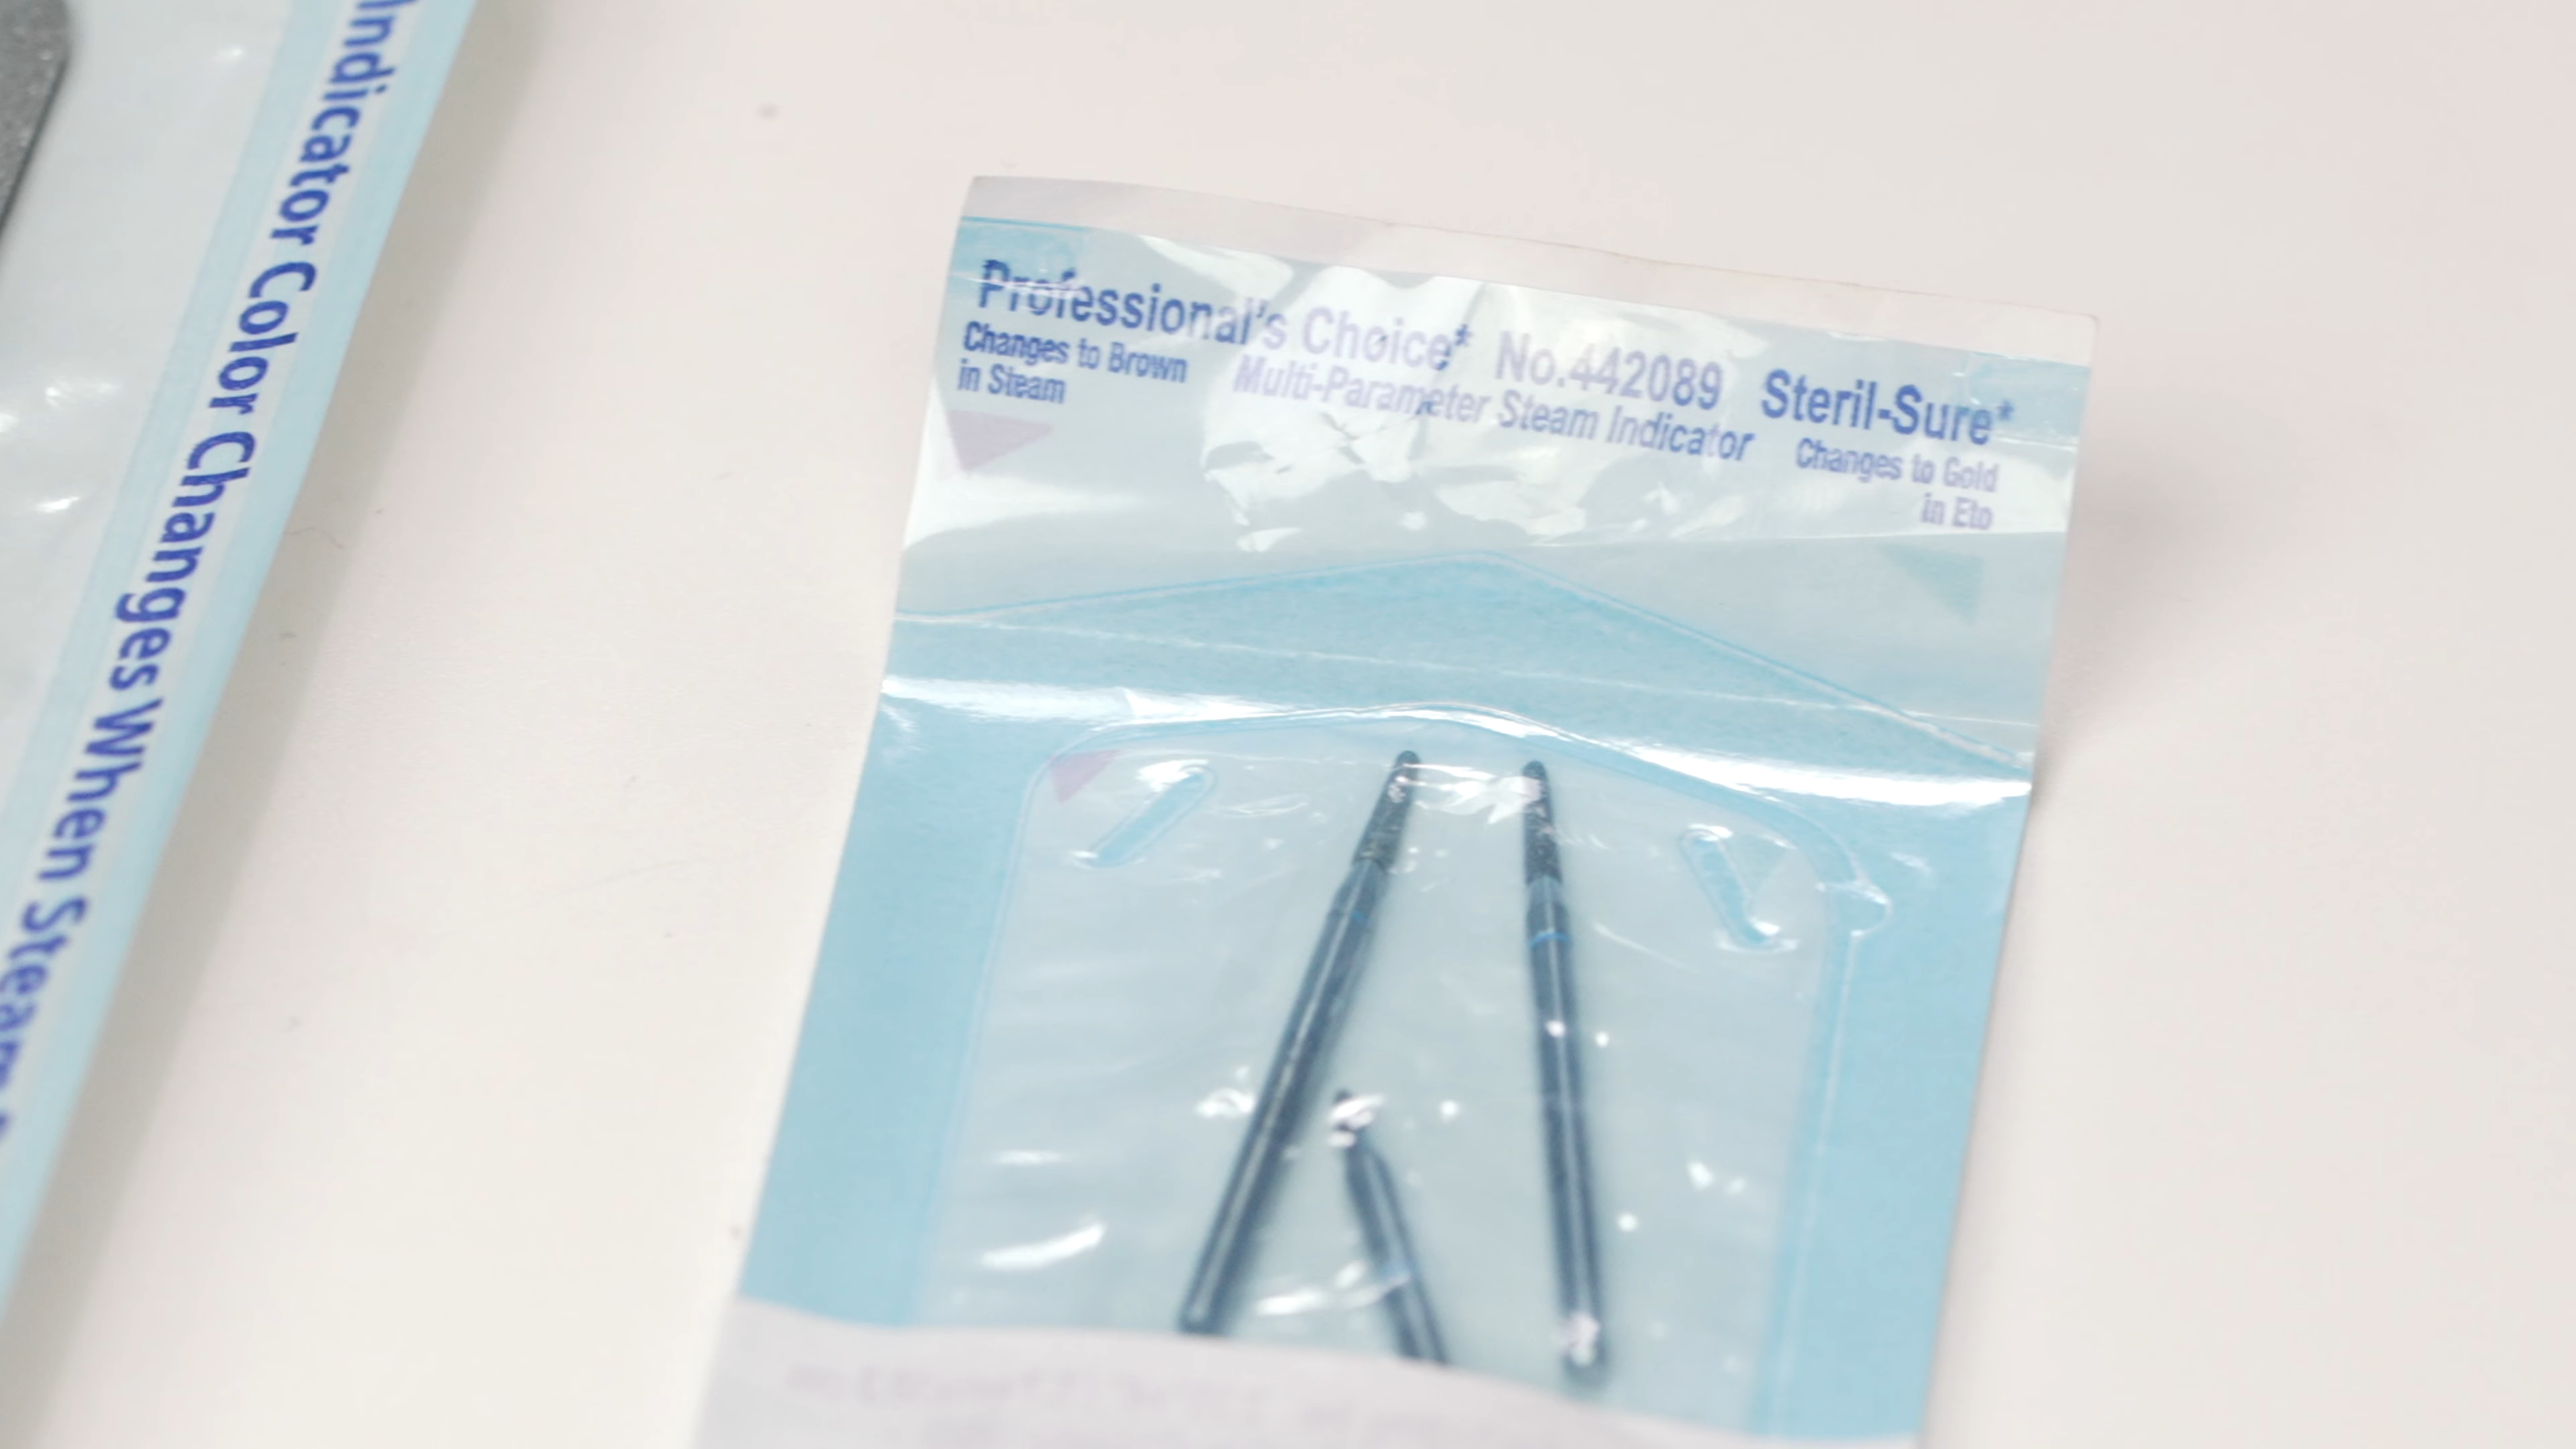 Indicator Color Changes When Steam
Professional's Choice* No.442089 Steril-Sure*
Changes to Brown
in Steam
Multi-Parameter Steam Indicator
Changes to Gold
in Eto